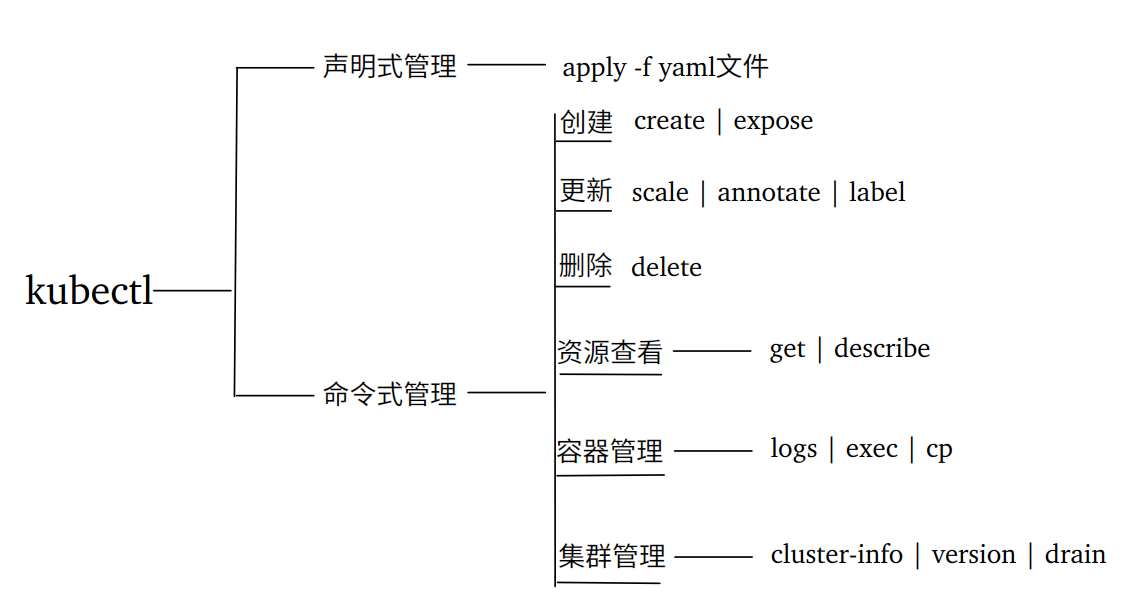 声明式管理 apply -f yaml文件
创建 create | expose
更新 scale | annotate | label
删除 delete
kubectl
资源查看 get | describe
命令式管理
容器管理 logs | exec | cp
集群管理 cluster-info | version | drain